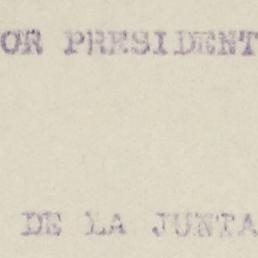 OR PRESIDENT
DE LA JUNTA